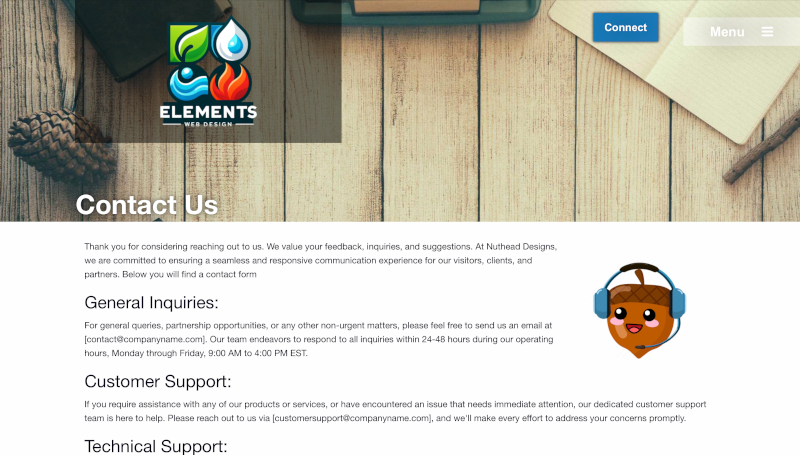 Connect
Menu
ELEMENTS
WEB DESIGN
Contact Us
Thank you for considering reaching out to us. We value your feedback, inquiries, and suggestions. At Nuthead Designs,
we are committed to ensuring a seamless and responsive communication experience for our visitors, clients, and
partners. Below you will find a contact form
General Inquiries:
For general queries, partnership opportunities, or any other non-urgent matters, please feel free to send us an email at
[contact@companyname.com]. Our team endeavors to respond to all inquiries within 24-48 hours during our operating
hours, Monday through Friday, 9:00 AM to 4:00 PM EST.
Customer Support:
If you require assistance with any of our products or services, or have encountered an issue that needs immediate attention, our dedicated customer support
team is here to help. Please reach out to us via [customersupport@companyname.com], and we'll make every effort to address your concerns promptly.
Technical Support: